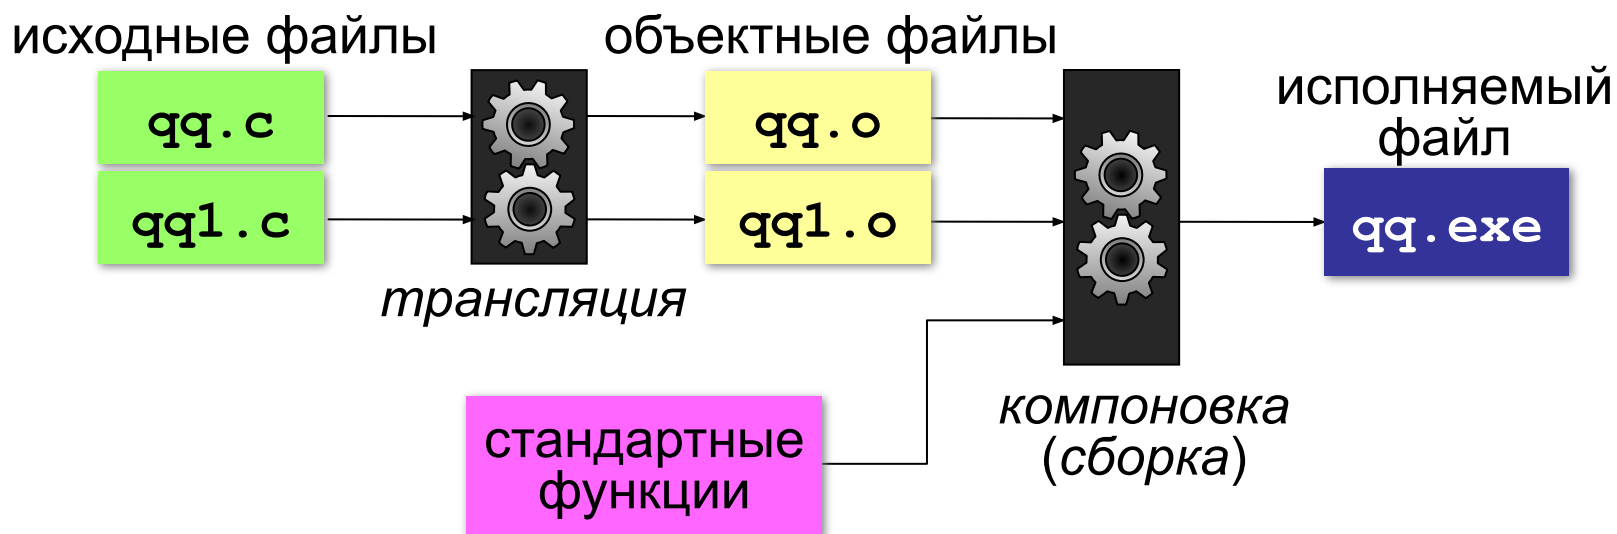 исходные файлы
объектные файлы
исполняемый
файл
qq.c
qq.o
qq1.c
qq1.o
qq.exe
трансляция
компоновка
(сборка)
стандартные
функции